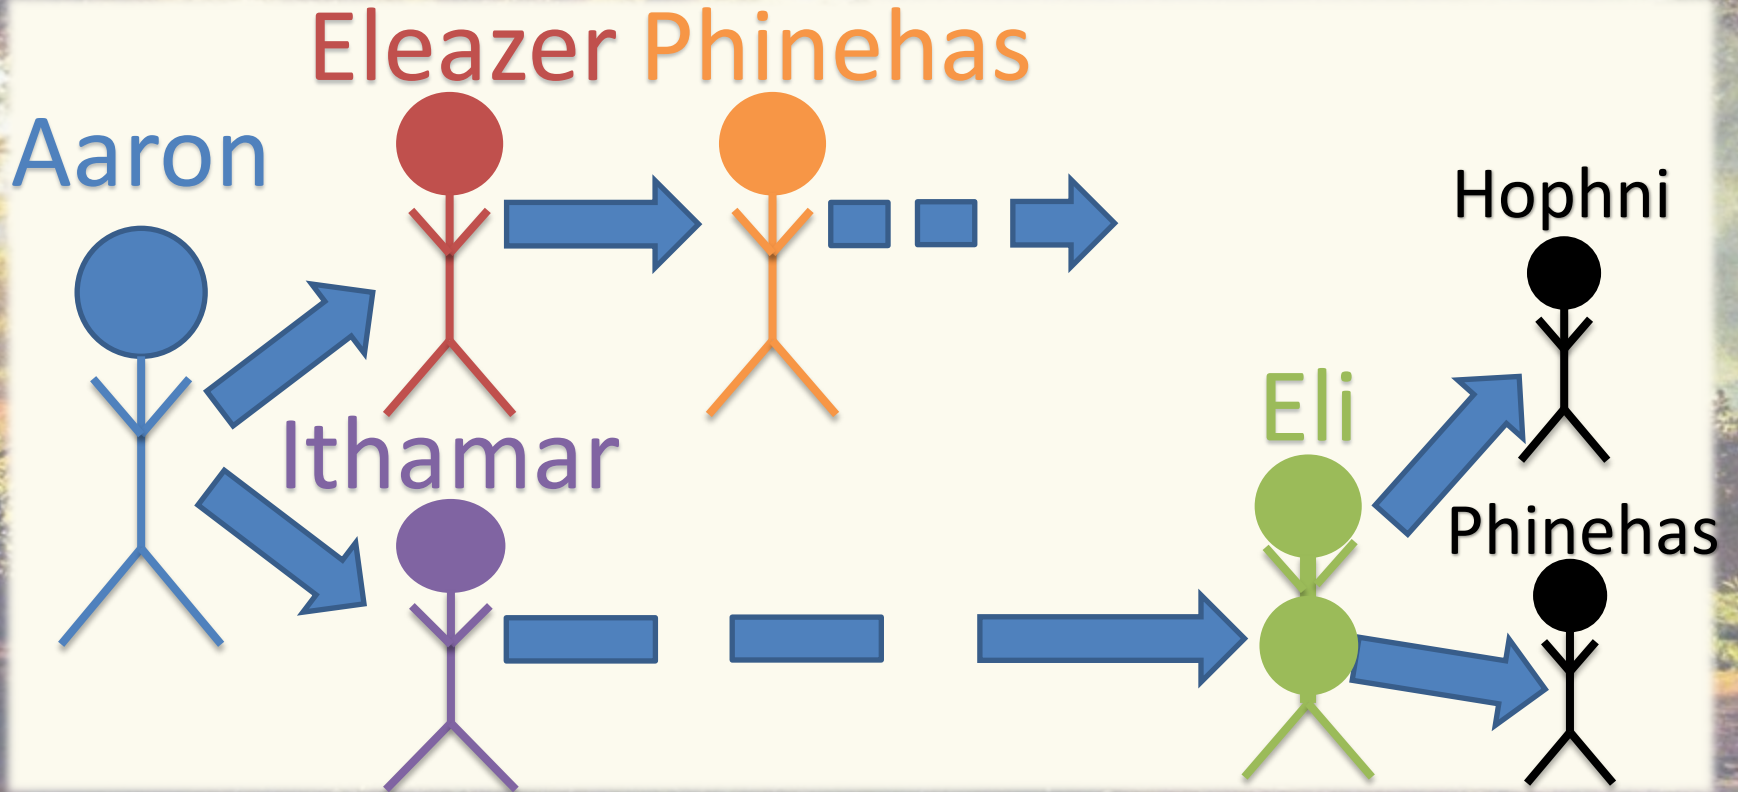 Eleazer Phinehas
Aaron
Hophni
Eli
Ithamar
Phinehas